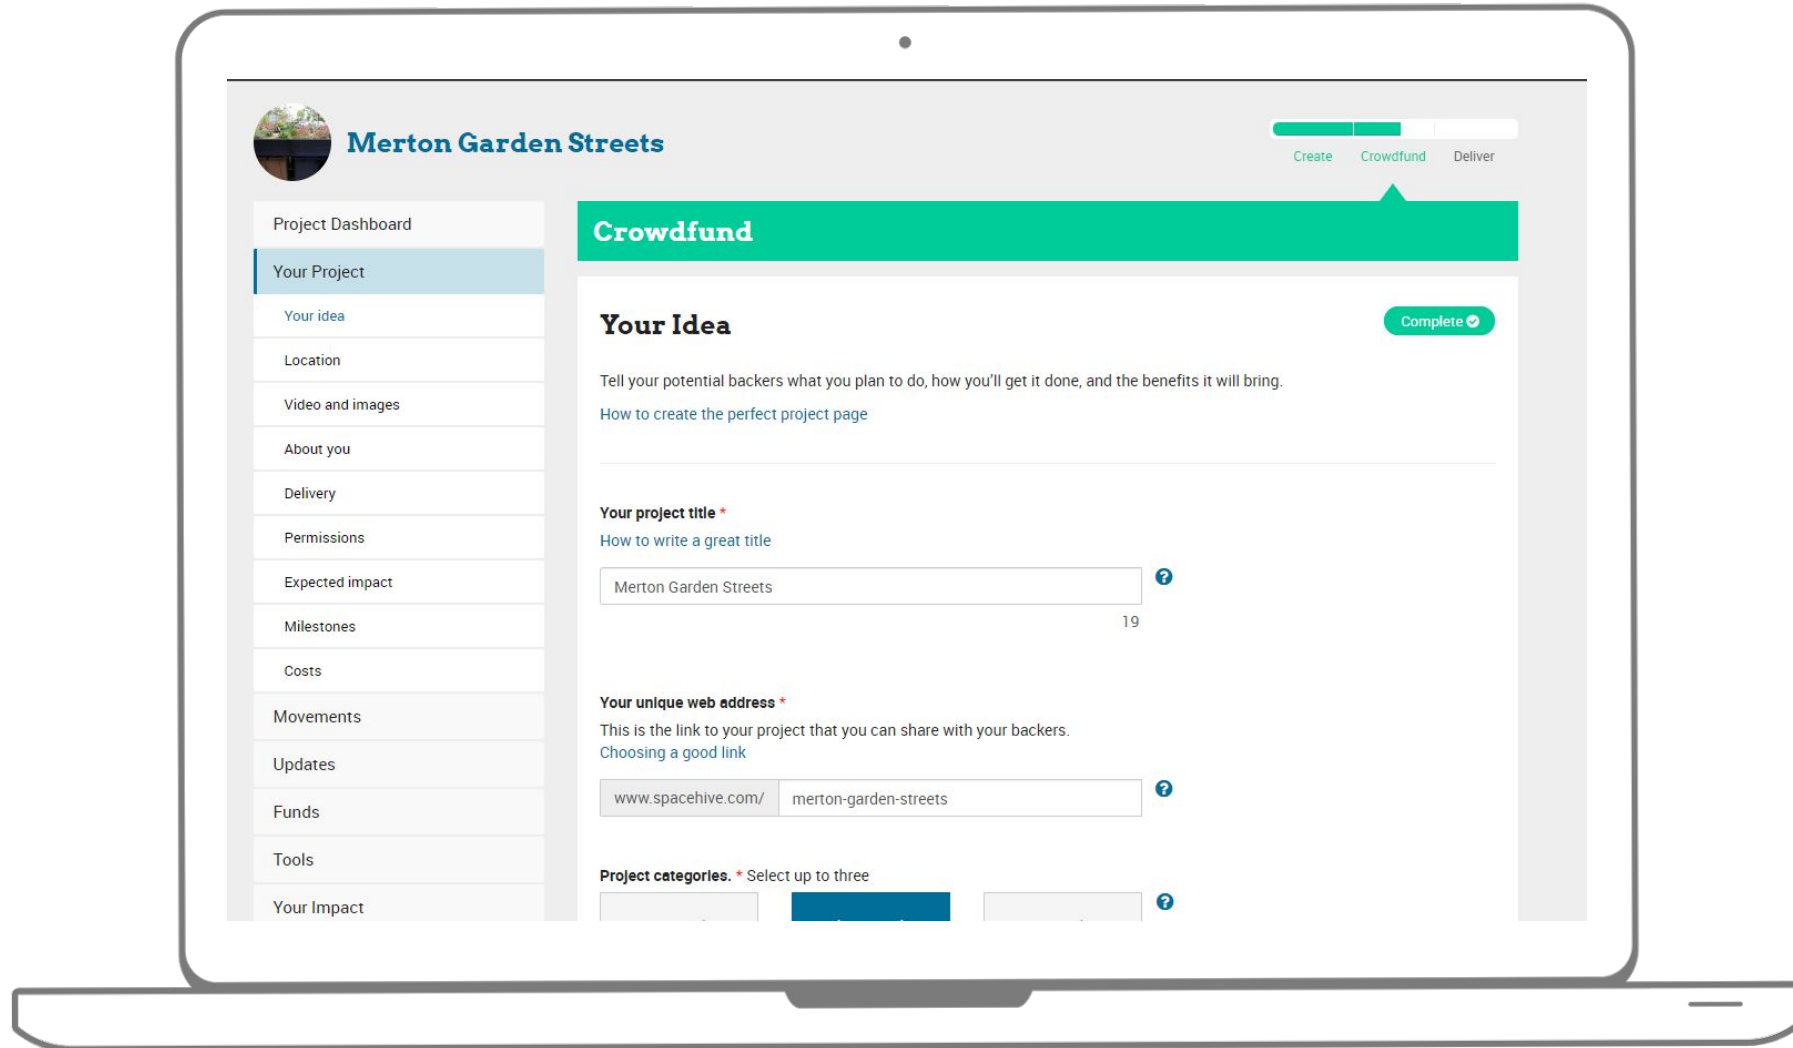 Merton Garden Streets
Create Crowdfund Deliver
Project Dashboard
Your Project
Your idea
Location
Video and images
About you
Delivery
Permissions
Expected impact
Milestones
Costs
Movements
Updates
Funds
Tools
Your Impact
Crowdfund
Your Idea
Complete
Tell your potential backers what you plan to do, how you'll get it done, and the benefits it will bring.
How to create the perfect project page
Your project title *
How to write a great title
Merton Garden Streets
19
Your unique web address *
This is the link to your project that you can share with your backers.
Choosing a good link
www.spacehive.com/ merton-garden-streets
Project categories. * Select up to three